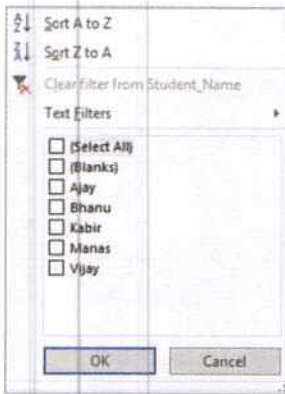 Sort A to Z
Sort Z to A
Clear filter from Student_Name
Text Filters
(Select All)
(Blanks)
Ajay
Bhanu
Kabir
Manas
Vijay
OK
Cancel